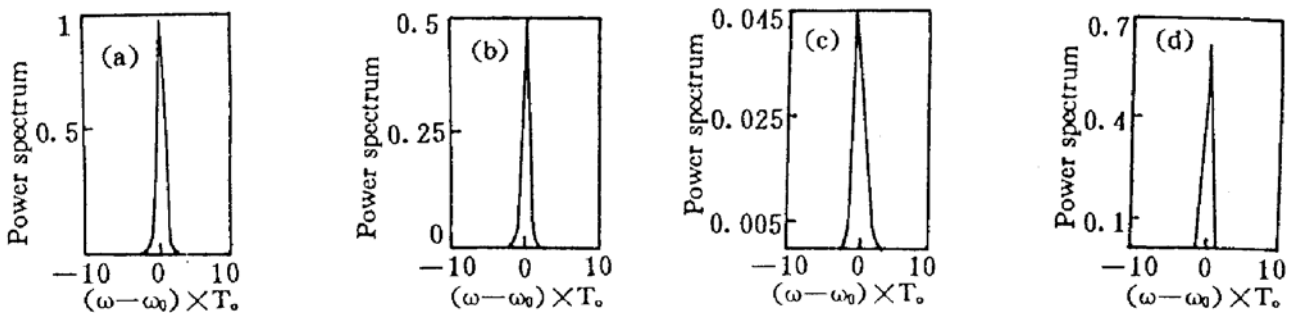 1
(a)
0.5
Power spectrum
−10 0 10
(ω−ω₀)×T₀
0.5
(b)
0.25
0
Power spectrum
−10 0 10
(ω−ω₀)×T₀
0.045
(c)
0.025
0.005
Power spectrum
−10 0 10
(ω−ω₀)×T₀
0.7
(d)
0.4
0.1
Power spectrum
−10 0 10
(ω−ω₀)×T₀